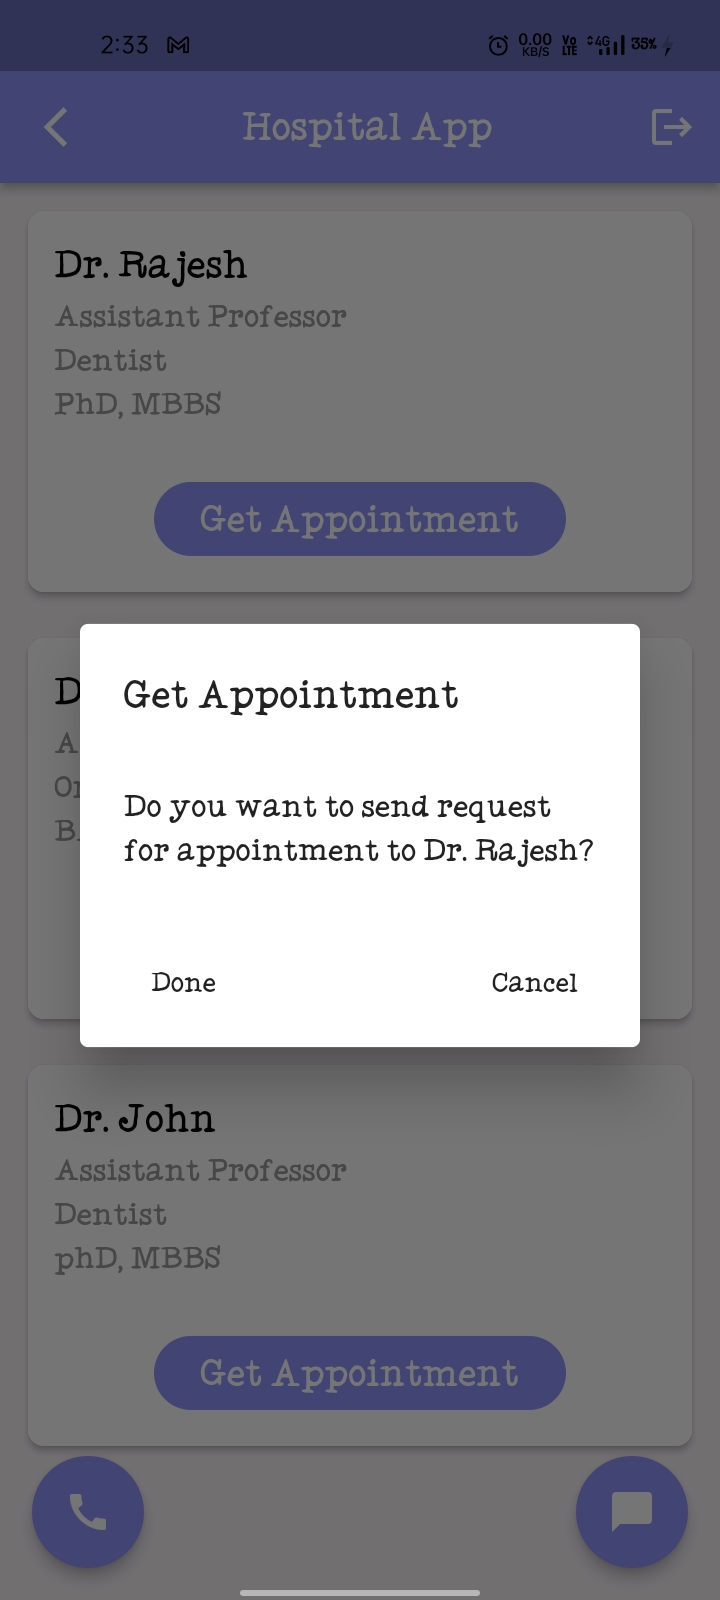 2:33
0.00 KB/S
Vo LTE
4G
35%
Hospital App
Dr. Rajesh
Assistant Professor
Dentist
PhD, MBBS
Get Appointment
Get Appointment
Do you want to send request
for appointment to Dr. Rajesh?
Done Cancel
Dr. John
Assistant Professor
Dentist
phD, MBBS
Get Appointment